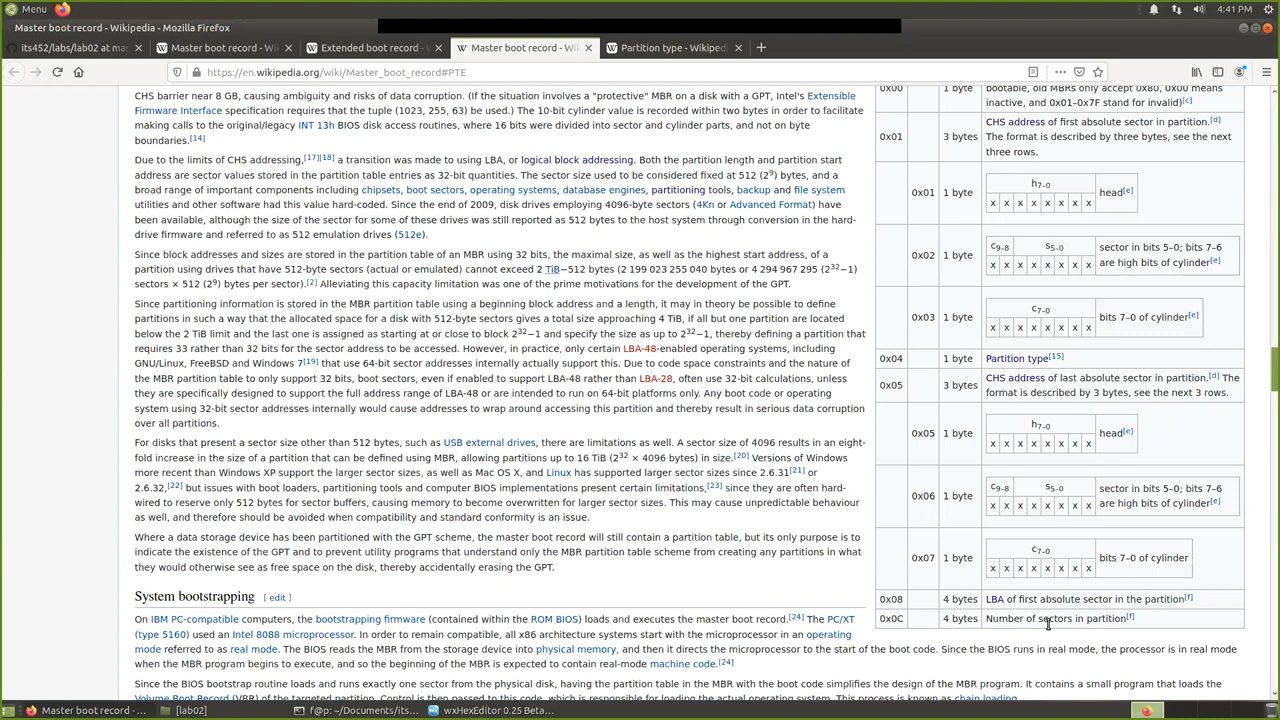 Menu
4:41 PM
Master boot record - Wikipedia - Mozilla Firefox
its452/labs/lab02 at mas
Master boot record - Wi
Extended boot record -
Master boot record - Wi
Partition type - Wikiped
https://en.wikipedia.org/wiki/Master_boot_record#PTE
CHS barrier near 8 GB, causing ambiguity and risks of data corruption. (If the situation involves a "protective" MBR on a disk with a GPT, Intel's Extensible
Firmware Interface specification requires that the tuple (1023, 255, 63) be used.) The 10-bit cylinder value is recorded within two bytes in order to facilitate
making calls to the original/legacy INT 13h BIOS disk access routines, where 16 bits were divided into sector and cylinder parts, and not on byte
boundaries.[14]
Due to the limits of CHS addressing,[17][18] a transition was made to using LBA, or logical block addressing. Both the partition length and partition start
address are sector values stored in the partition table entries as 32-bit quantities. The sector size used to be considered fixed at 512 (2⁹) bytes, and a
broad range of important components including chipsets, boot sectors, operating systems, database engines, partitioning tools, backup and file system
utilities and other software had this value hard-coded. Since the end of 2009, disk drives employing 4096-byte sectors (4Kn or Advanced Format) have
been available, although the size of the sector for some of these drives was still reported as 512 bytes to the host system through conversion in the hard-
drive firmware and referred to as 512 emulation drives (512e).
Since block addresses and sizes are stored in the partition table of an MBR using 32 bits, the maximal size, as well as the highest start address, of a
partition using drives that have 512-byte sectors (actual or emulated) cannot exceed 2 TiB−512 bytes (2 199 023 255 040 bytes or 4 294 967 295 (2³²−1)
sectors × 512 (2⁹) bytes per sector).[2] Alleviating this capacity limitation was one of the prime motivations for the development of the GPT.
Since partitioning information is stored in the MBR partition table using a beginning block address and a length, it may in theory be possible to define
partitions in such a way that the allocated space for a disk with 512-byte sectors gives a total size approaching 4 TiB, if all but one partition are located
below the 2 TiB limit and the last one is assigned as starting at or close to block 2³²−1 and specify the size as up to 2³²−1, thereby defining a partition that
requires 33 rather than 32 bits for the sector address to be accessed. However, in practice, only certain LBA-48-enabled operating systems, including
GNU/Linux, FreeBSD and Windows 7[19] that use 64-bit sector addresses internally actually support this. Due to code space constraints and the nature of
the MBR partition table to only support 32 bits, boot sectors, even if enabled to support LBA-48 rather than LBA-28, often use 32-bit calculations, unless
they are specifically designed to support the full address range of LBA-48 or are intended to run on 64-bit platforms only. Any boot code or operating
system using 32-bit sector addresses internally would cause addresses to wrap around accessing this partition and thereby result in serious data corruption
over all partitions.
For disks that present a sector size other than 512 bytes, such as USB external drives, there are limitations as well. A sector size of 4096 results in an eight-
fold increase in the size of a partition that can be defined using MBR, allowing partitions up to 16 TiB (2³² × 4096 bytes) in size.[20] Versions of Windows
more recent than Windows XP support the larger sector sizes, as well as Mac OS X, and Linux has supported larger sector sizes since 2.6.31[21] or
2.6.32,[22] but issues with boot loaders, partitioning tools and computer BIOS implementations present certain limitations,[23] since they are often hard-
wired to reserve only 512 bytes for sector buffers, causing memory to become overwritten for larger sector sizes. This may cause unpredictable behaviour
as well, and therefore should be avoided when compatibility and standard conformity is an issue.
Where a data storage device has been partitioned with the GPT scheme, the master boot record will still contain a partition table, but its only purpose is to
indicate the existence of the GPT and to prevent utility programs that understand only the MBR partition table scheme from creating any partitions in what
they would otherwise see as free space on the disk, thereby accidentally erasing the GPT.
System bootstrapping [ edit ]
On IBM PC-compatible computers, the bootstrapping firmware (contained within the ROM BIOS) loads and executes the master boot record.[24] The PC/XT
(type 5160) used an Intel 8088 microprocessor. In order to remain compatible, all x86 architecture systems start with the microprocessor in an operating
mode referred to as real mode. The BIOS reads the MBR from the storage device into physical memory, and then it directs the microprocessor to the start of the boot code. Since the BIOS runs in real mode, the processor is in real mode
when the MBR program begins to execute, and so the beginning of the MBR is expected to contain real-mode machine code.[24]
Since the BIOS bootstrap routine loads and runs exactly one sector from the physical disk, having the partition table in the MBR with the boot code simplifies the design of the MBR program. It contains a small program that loads the
Volume Boot Record (VBR) of the targeted partition. Control is then passed to this code, which is responsible for loading the actual operating system. This process is known as chain loading.
0x00 1 byte bootable, old MBRs only accept 0x80, 0x00 means
inactive, and 0x01–0x7F stand for invalid)[c]
0x01 3 bytes CHS address of first absolute sector in partition.[d]
The format is described by three bytes, see the next
three rows.
0x01 1 byte h7–0 head[e]
x x x x x x x x
0x02 1 byte c9–8 s5–0 sector in bits 5–0; bits 7–6
x x x x x x x x are high bits of cylinder[e]
0x03 1 byte c7–0 bits 7–0 of cylinder[e]
x x x x x x x x
0x04 1 byte Partition type[15]
0x05 3 bytes CHS address of last absolute sector in partition.[d] The
format is described by 3 bytes, see the next 3 rows.
0x05 1 byte h7–0 head[e]
x x x x x x x x
0x06 1 byte c9–8 s5–0 sector in bits 5–0; bits 7–6
x x x x x x x x are high bits of cylinder[e]
0x07 1 byte c7–0 bits 7–0 of cylinder
x x x x x x x x
0x08 4 bytes LBA of first absolute sector in the partition[f]
0x0C 4 bytes Number of sectors in partition[f]
Master boot record - ...
[lab02]
f@p: ~/Documents/its...
wxHexEditor 0.25 Beta...